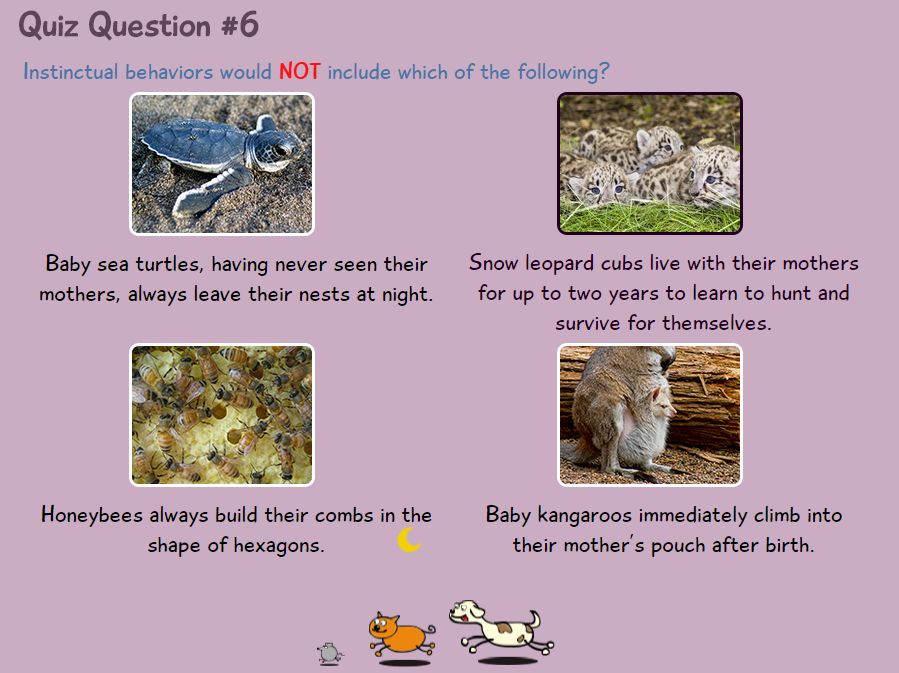 Quiz Question #6
Instinctual behaviors would NOT include which of the following?
Baby sea turtles, having never seen their
mothers, always leave their nests at night.
Snow leopard cubs live with their mothers
for up to two years to learn to hunt and
survive for themselves.
Honeybees always build their combs in the
shape of hexagons.
Baby kangaroos immediately climb into
their mother's pouch after birth.